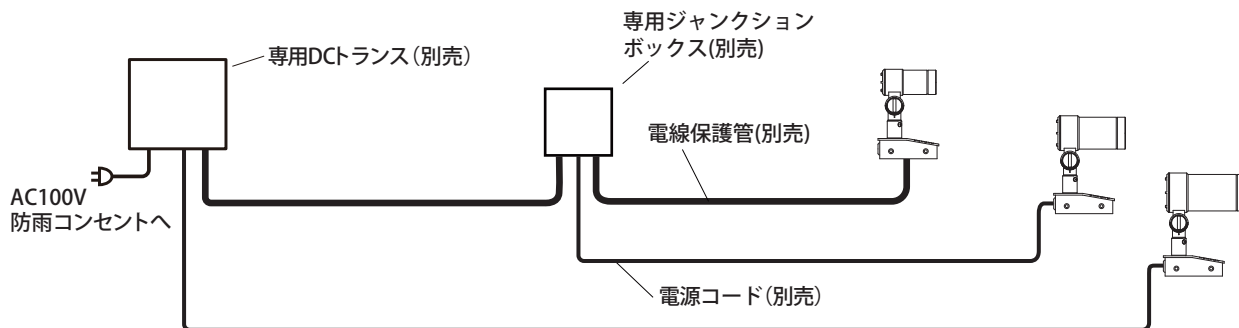 専用DCトランス（別売）
専用ジャンクション
ボックス(別売)
電線保護管(別売)
AC100V
防雨コンセントへ
電源コード（別売）